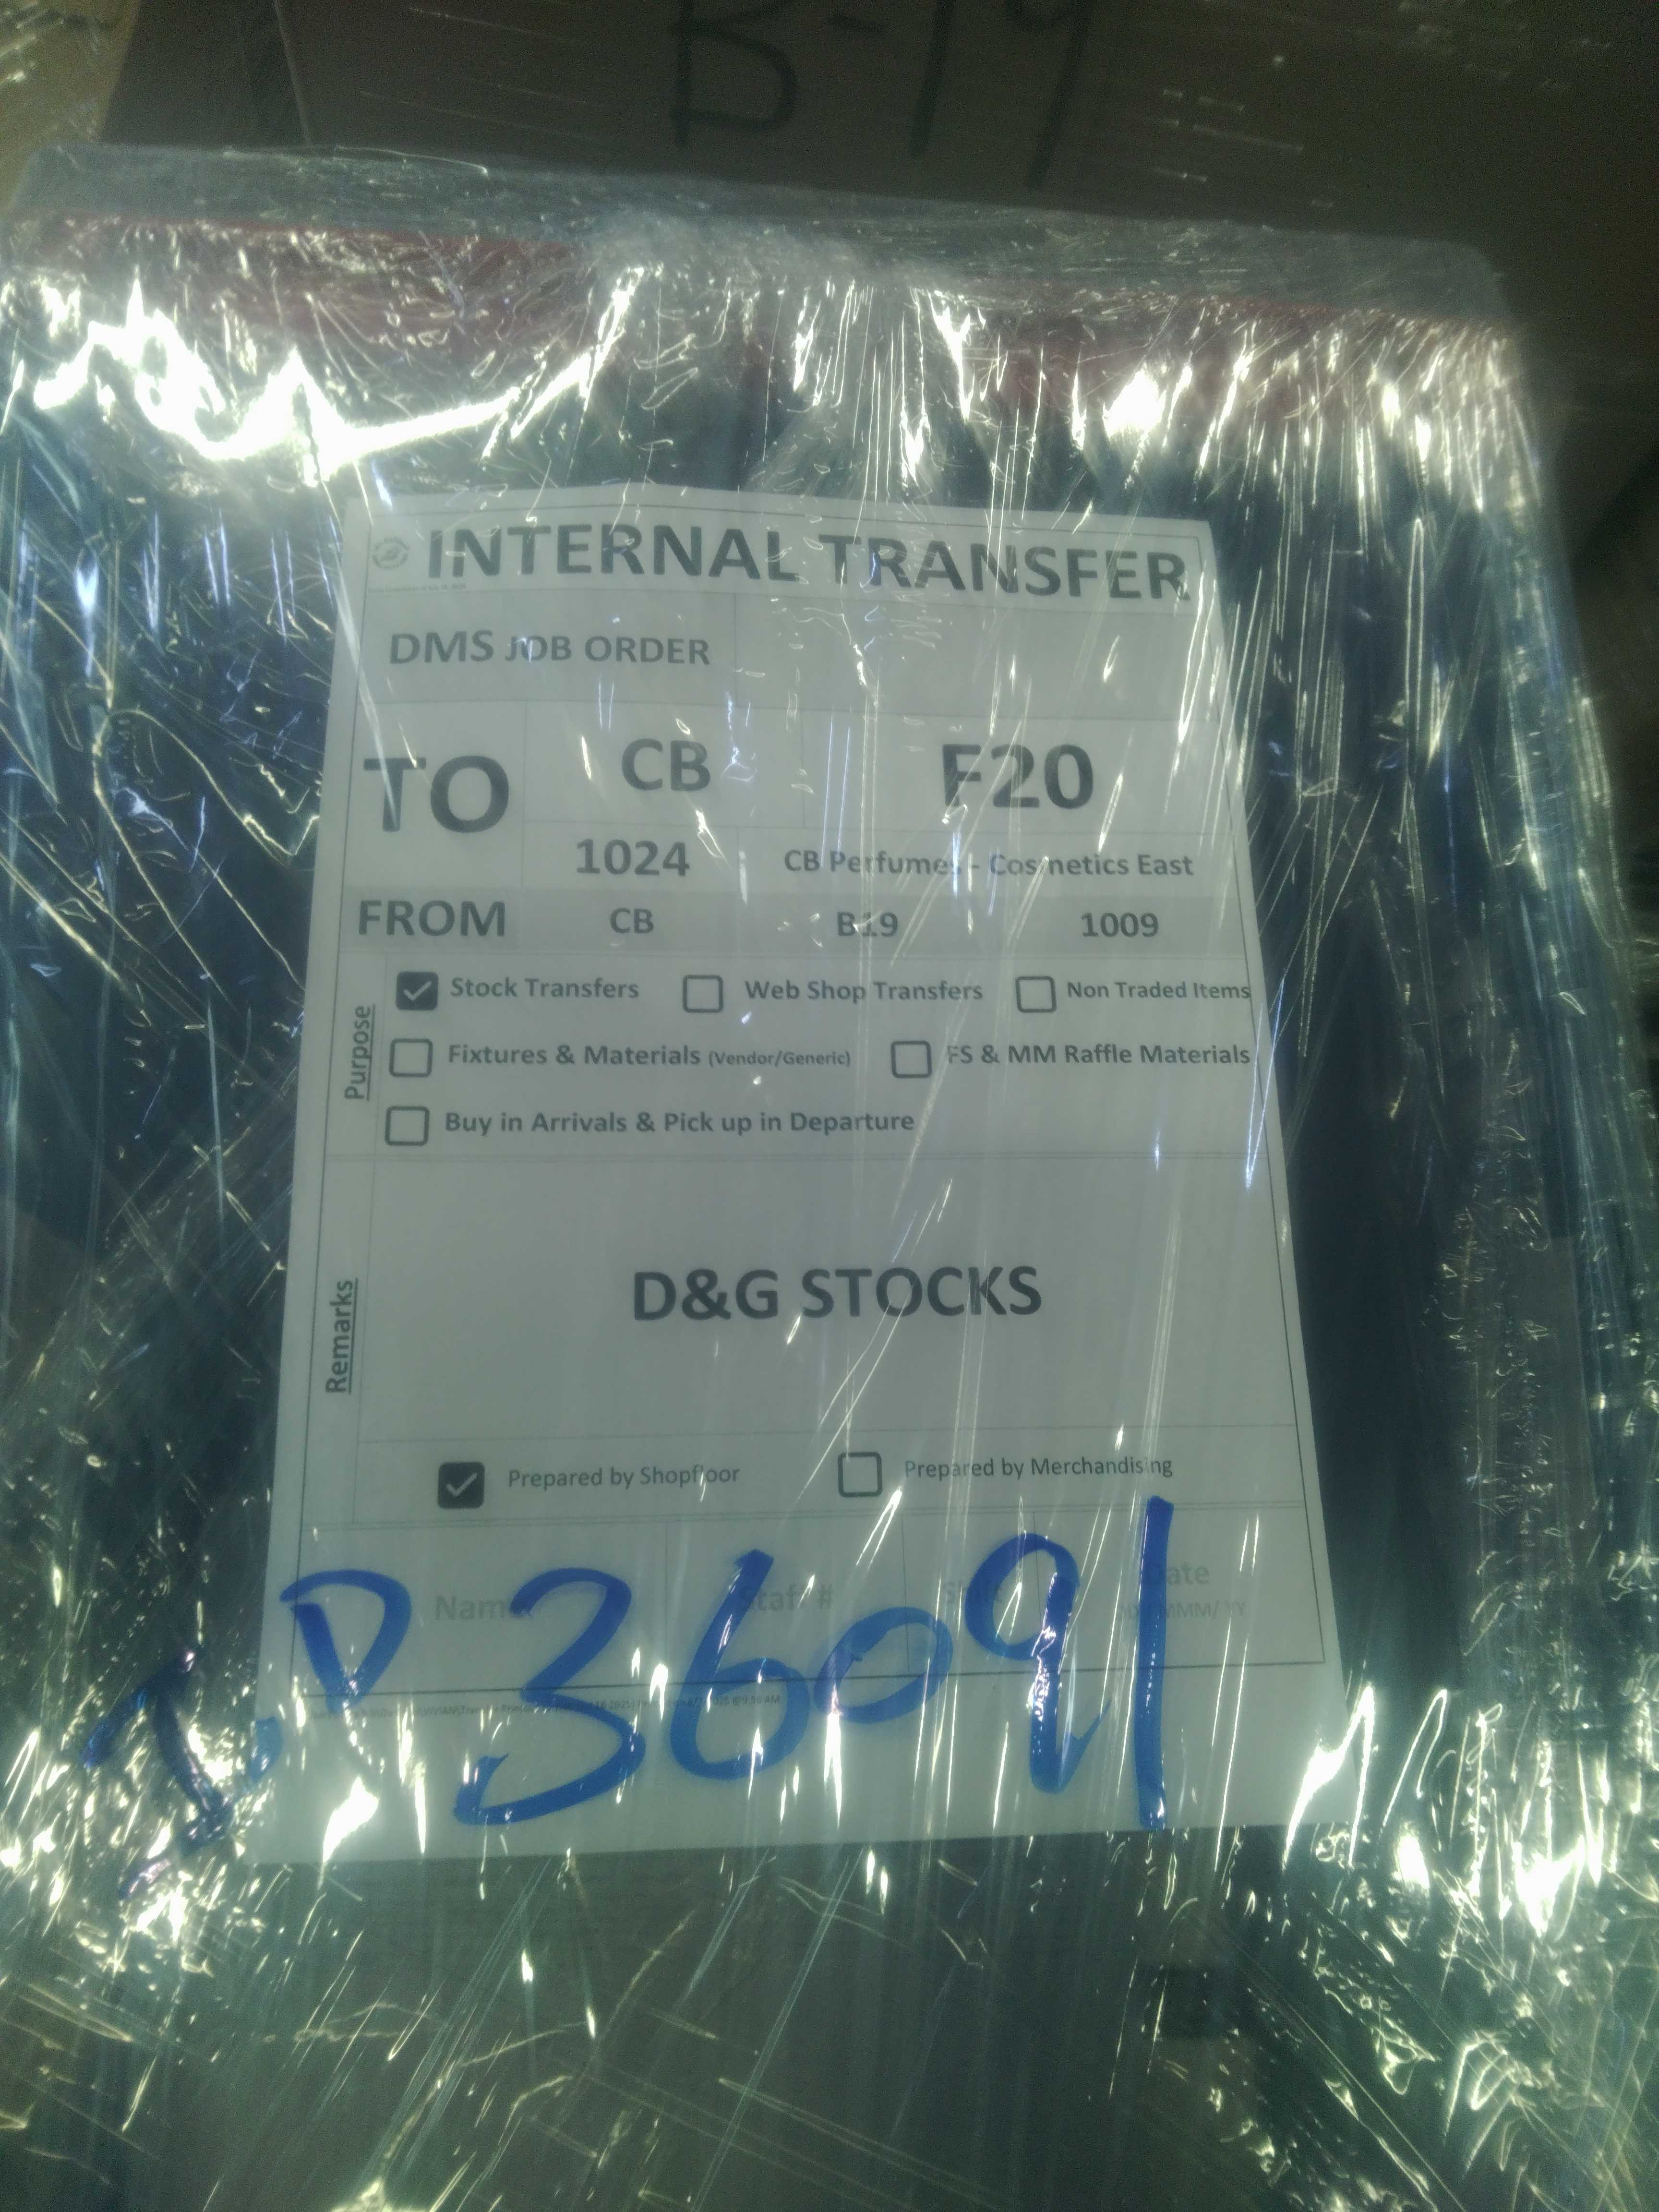 B-19
INTERNAL TRANSFER
DMS JOB ORDER
TO CB F20
1024 CB Perfumes - Cosmetics East
FROM CB B19 1009
Purpose
Stock Transfers Web Shop Transfers Non Traded Items
Fixtures & Materials (Vendor/Generic) FS & MM Raffle Materials
Buy in Arrivals & Pick up in Departure
Remarks
D&G STOCKS
Prepared by Shopfloor Prepared by Merchandising
Name Staff # Date
36091